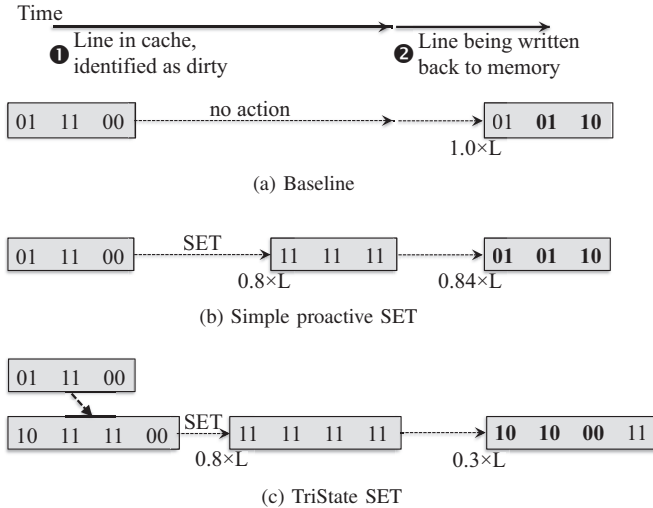 Time
❶ Line in cache,
identified as dirty
❷ Line being written
back to memory
01 11 00
no action
01 01 10
1.0×L
(a) Baseline
01 11 00
SET
11 11 11
01 01 10
0.8×L
0.84×L
(b) Simple proactive SET
01 11 00
10 11 11 00
SET
11 11 11 11
10 10 00 11
0.8×L
0.3×L
(c) TriState SET